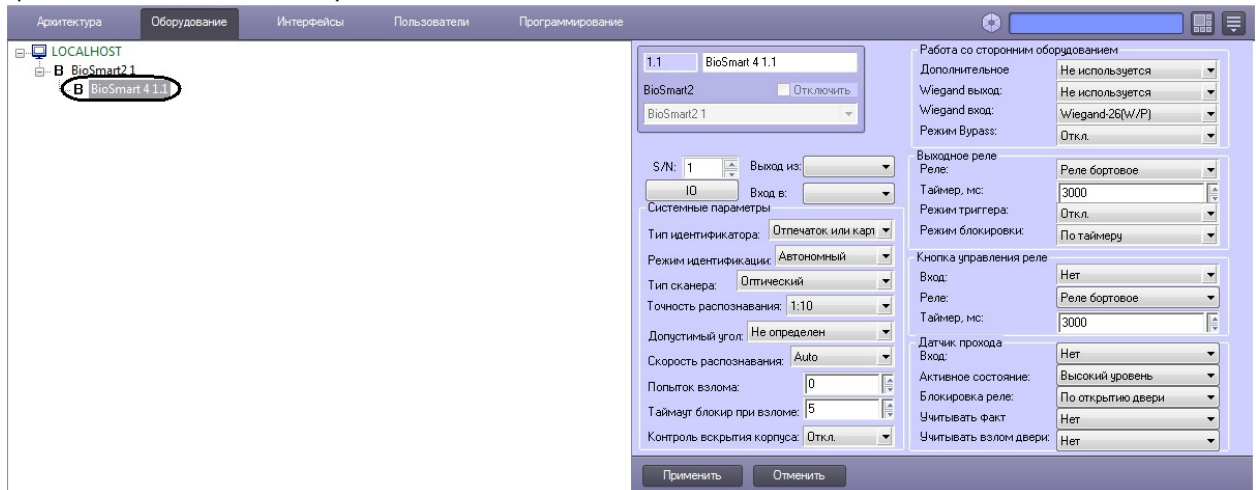 Архитектура Оборудование Интерфейсы Пользователи Программирование
LOCALHOST
B BioSmart2 1
B BioSmart 4 1.1
1.1 BioSmart 4 1.1
BioSmart2 Отключить
BioSmart2 1
S/N: 1 Выход из:
IO Вход в:
Системные параметры
Тип идентификатора: Отпечаток или карт
Режим идентификации: Автономный
Тип сканера: Оптический
Точность распознавания: 1:10
Допустимый угол: Не определен
Скорость распознавания: Auto
Попыток взлома: 0
Таймаут блокир при взломе: 5
Контроль вскрытия корпуса: Откл.
Работа со сторонним оборудованием
Дополнительное Не используется
Wiegand выход: Не используется
Wiegand вход: Wiegand-26(W/P)
Режим Bypass: Откл.
Выходное реле
Реле: Реле бортовое
Таймер, мс: 3000
Режим триггера: Откл.
Режим блокировки: По таймеру
Кнопка управления реле
Вход: Нет
Реле: Реле бортовое
Таймер, мс: 3000
Датчик прохода
Вход: Нет
Активное состояние: Высокий уровень
Блокировка реле: По открытию двери
Учитывать факт Нет
Учитывать взлом двери: Нет
Применить Отменить